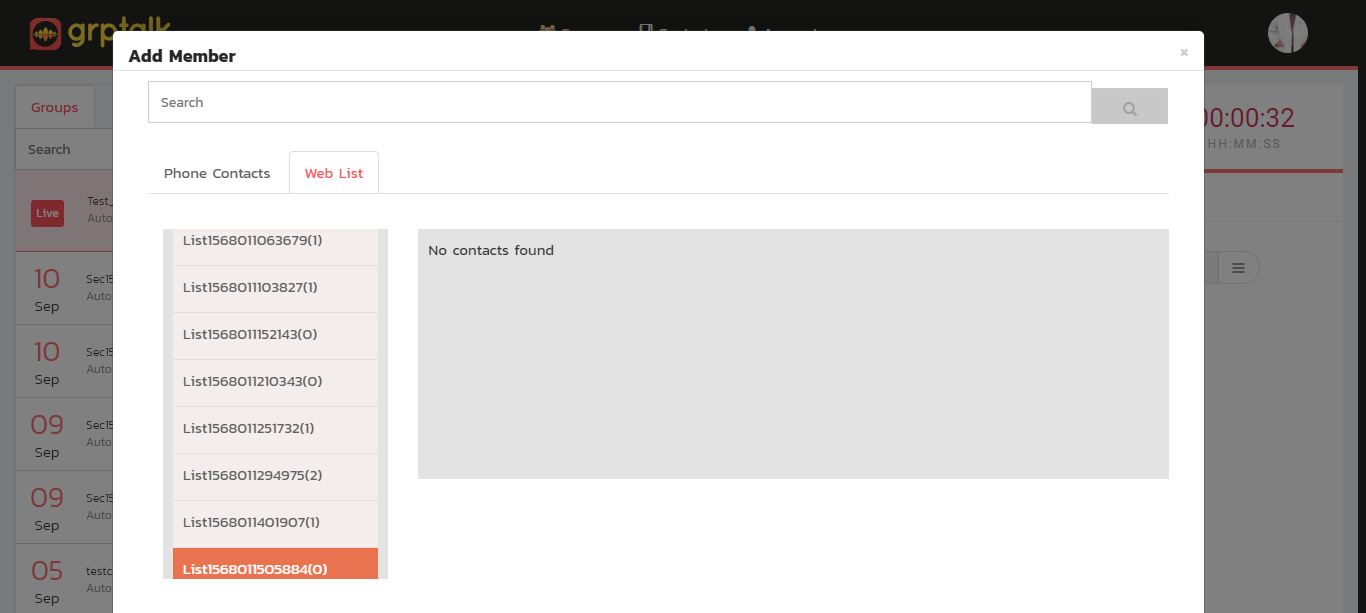 grptalk
Add Member
×
Search
Phone Contacts
Web List
List1568011063679(1)
List1568011103827(1)
List1568011152143(0)
List1568011210343(0)
List1568011251732(1)
List1568011294975(2)
List1568011401907(1)
List1568011505884(0)
No contacts found
Groups
Search
Live
Test_
Auto
10
Sep
Sec15
Auto
10
Sep
Sec15
Auto
09
Sep
Sec15
Auto
09
Sep
Sec15
Auto
05
Sep
Auto
00:00:32
HH:MM:SS